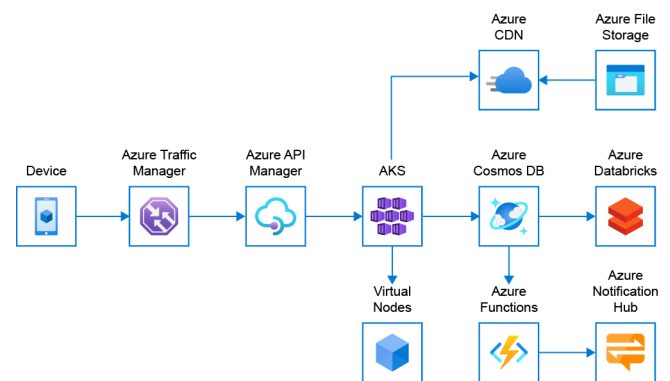 Azure
CDN
Azure File
Storage
Device
Azure Traffic
Manager
Azure API
Manager
AKS
Azure
Cosmos DB
Azure
Databricks
Virtual
Nodes
Azure
Functions
Azure
Notification
Hub